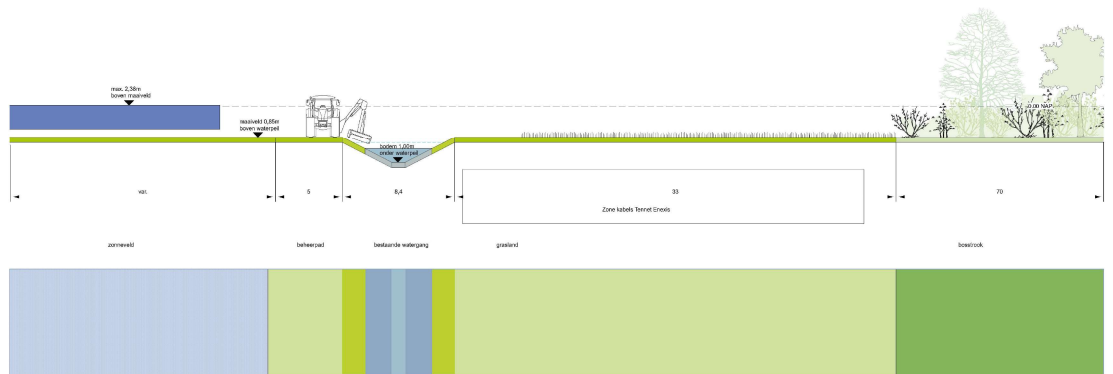 max. 2,38m
boven maaiveld
maaiveld 0,85m
boven waterpeil
bodem 1,00m
onder waterpeil
0.00 NAP
var.
5
8,4
33
70
Zone kabels Tennet Enexis
zonneveld
beheerpad
bestaande watergang
grasland
bosstrook